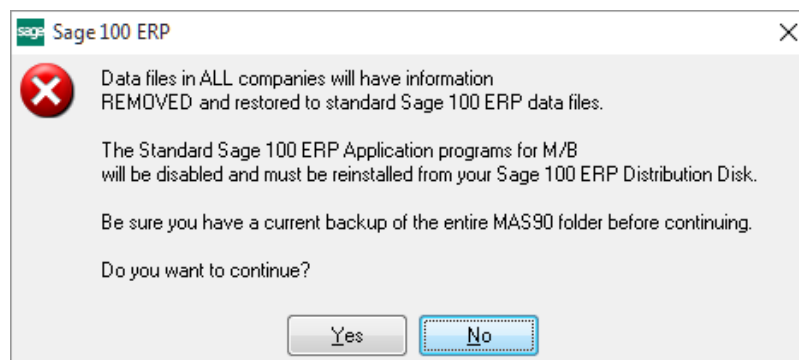 sage Sage 100 ERP
Data files in ALL companies will have information
REMOVED and restored to standard Sage 100 ERP data files.
The Standard Sage 100 ERP Application programs for M/B
will be disabled and must be reinstalled from your Sage 100 ERP Distribution Disk.
Be sure you have a current backup of the entire MAS90 folder before continuing.
Do you want to continue?
Yes No